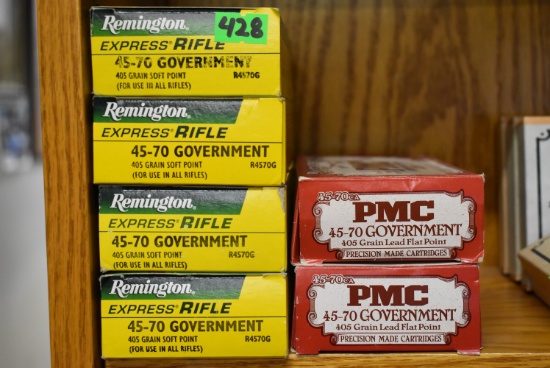 Remington 428
EXPRESS RIFLE
45-70 GOVERNMENT
405 GRAIN SOFT POINT R4570G
(FOR USE IN ALL RIFLES)
Remington
EXPRESS RIFLE
45-70 GOVERNMENT
405 GRAIN SOFT POINT R4570G
(FOR USE IN ALL RIFLES)
Remington
EXPRESS RIFLE
45-70 GOVERNMENT
405 GRAIN SOFT POINT R4570G
(FOR USE IN ALL RIFLES)
Remington
EXPRESS RIFLE
45-70 GOVERNMENT
405 GRAIN SOFT POINT R4570G
(FOR USE IN ALL RIFLES)
45-70CA
PMC
45-70 GOVERNMENT
405 Grain Lead Flat Point
PRECISION MADE CARTRIDGES
45-70CA
PMC
45-70 GOVERNMENT
405 Grain Lead Flat Point
PRECISION MADE CARTRIDGES